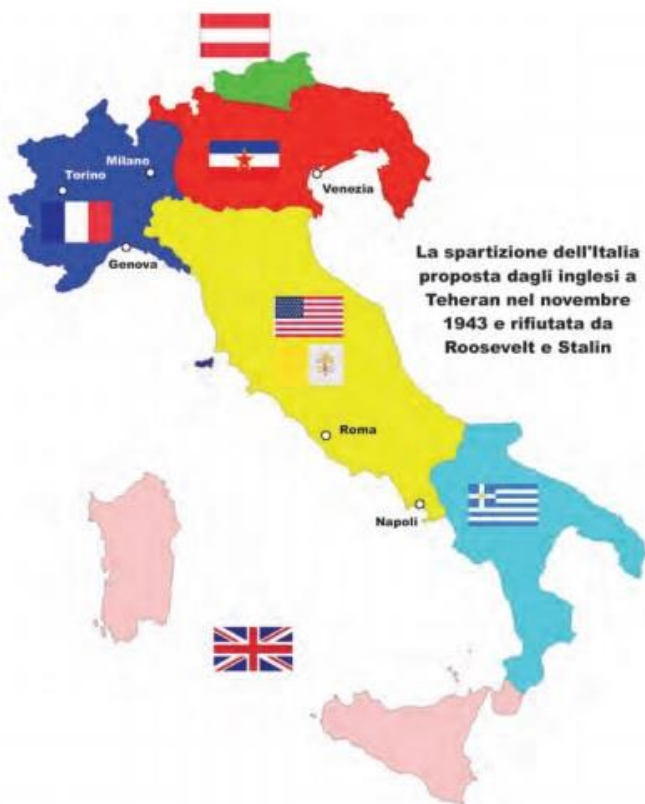 Milano
Torino
Venezia
Genova
La spartizione dell'Italia
proposta dagli inglesi a
Teheran nel novembre
1943 e rifiutata da
Roosevelt e Stalin
Roma
Napoli